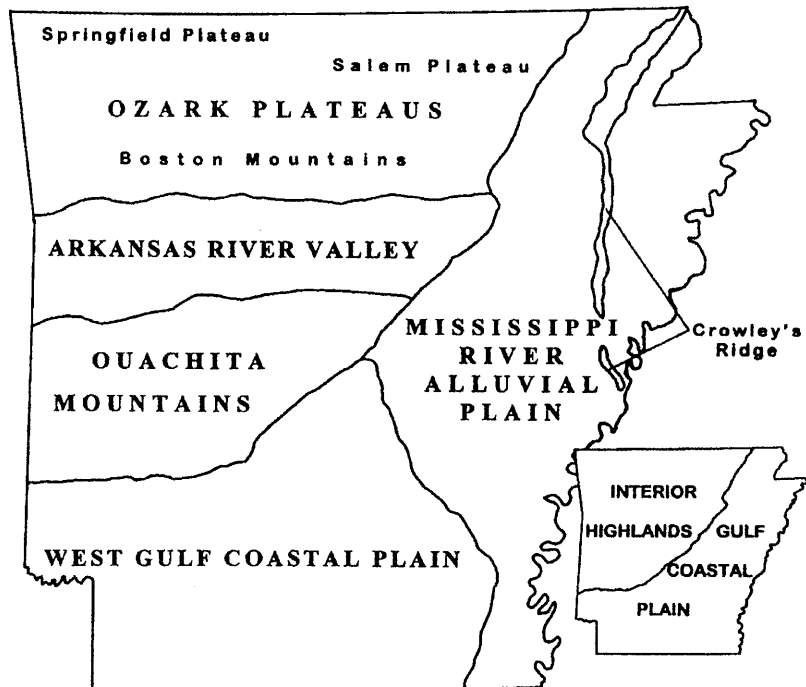 Springfield Plateau
Salem Plateau
OZARK PLATEAUS
Boston Mountains
ARKANSAS RIVER VALLEY
OUACHITA
MOUNTAINS
MISSISSIPPI
RIVER
ALLUVIAL
PLAIN
Crowley's
Ridge
WEST GULF COASTAL PLAIN
INTERIOR
HIGHLANDS
GULF
COASTAL
PLAIN